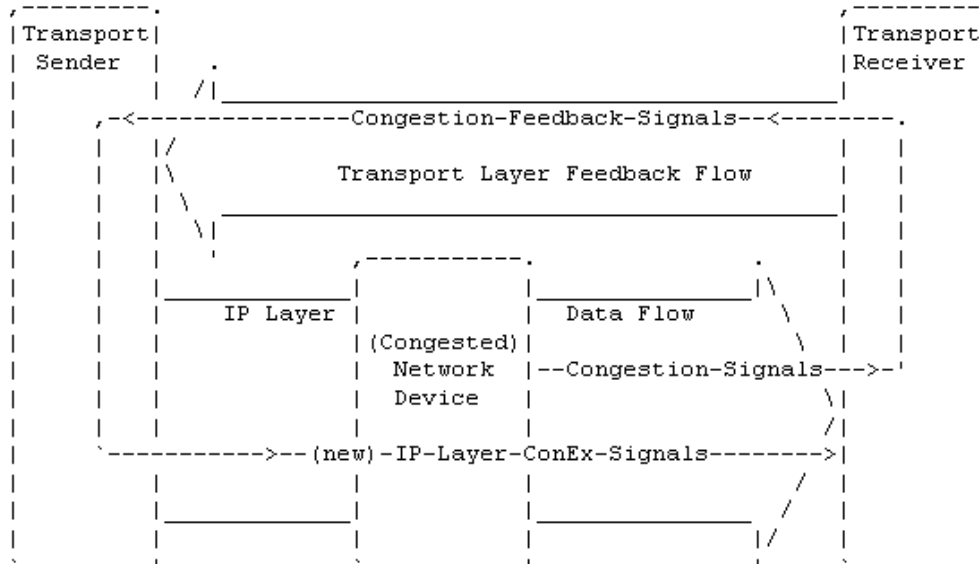 Transport Transport
Sender Receiver
Congestion-Feedback-Signals
Transport Layer Feedback Flow
IP Layer Data Flow
(Congested)
Network --Congestion-Signals--->-'
Device
(new)-IP-Layer-ConEx-Signals